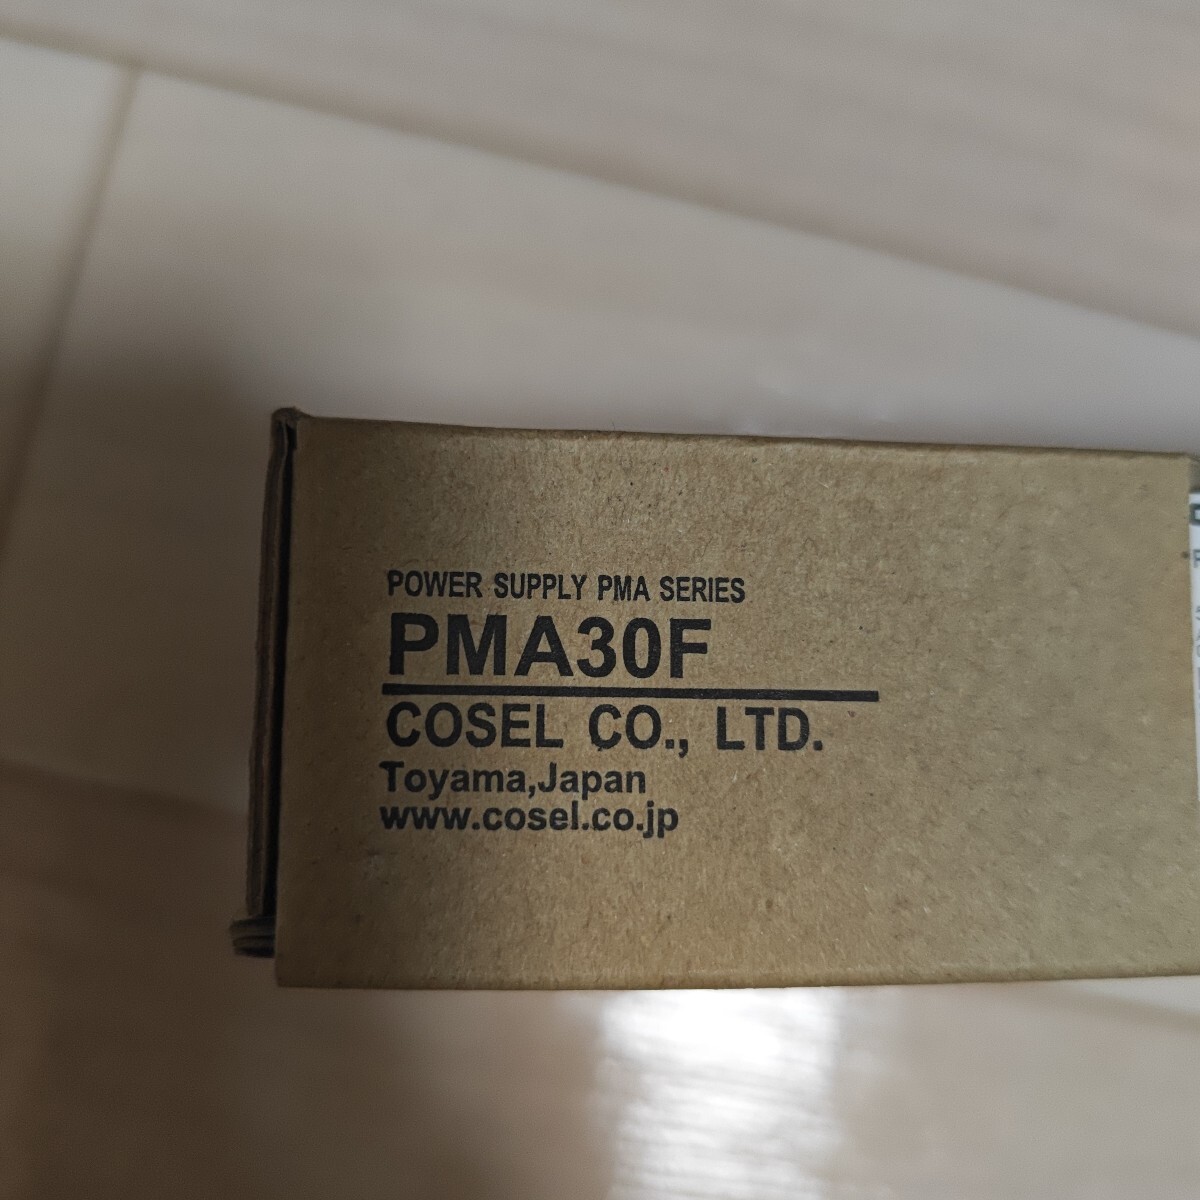 POWER SUPPLY PMA SERIES
PMA30F
COSEL CO., LTD.
Toyama,Japan
www.cosel.co.jp